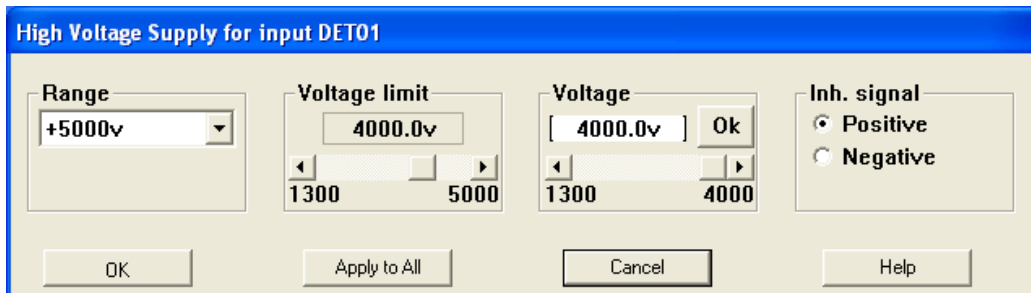 High Voltage Supply for input DET01
Range
+5000v
Voltage limit
4000.0v
1300 5000
Voltage
[ 4000.0v ] Ok
1300 4000
Inh. signal
Positive
Negative
OK
Apply to All
Cancel
Help